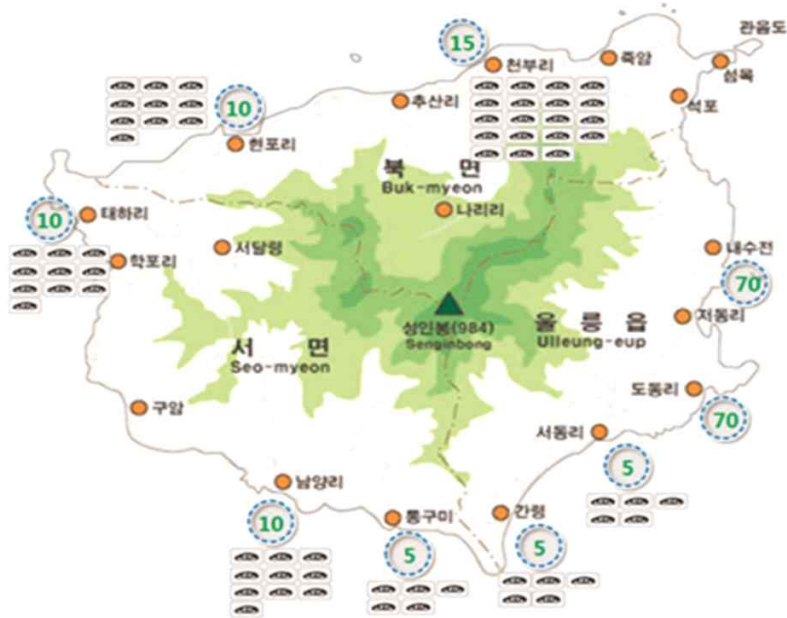 관음도
15
천부리
죽암
섬목
10
추산리
석포
현포리
북 면
Buk-myeon
10
태하리
나리리
학포리
서달령
내수전
70
성인봉(984)
Senginbong
울 릉 읍
Ulleung-eup
저동리
서 면
Seo-myeon
도동리
구암
70
서동리
5
남양리
10
통구미
간령
5
5